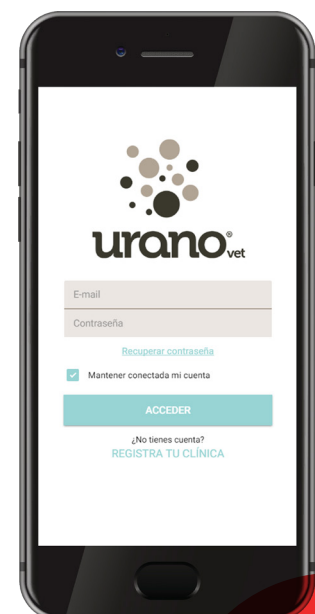 urano®
vet
E-mail
Contraseña
Recuperar contraseña
Mantener conectada mi cuenta
ACCEDER
¿No tienes cuenta?
REGISTRA TU CLÍNICA